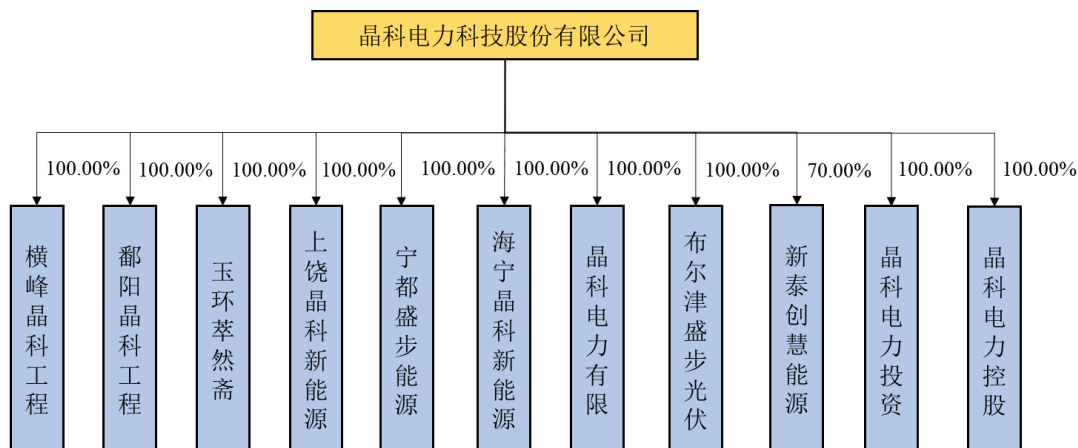 晶科电力科技股份有限公司
100.00%
100.00%
100.00%
100.00%
100.00%
100.00%
100.00%
100.00%
70.00%
100.00%
100.00%
横峰晶科工程
鄱阳晶科工程
玉环萃然斋
上饶晶科新能源
宁都盛步能源
海宁晶科新能源
晶科电力有限
布尔津盛步光伏
新泰创慧能源
晶科电力投资
晶科电力控股